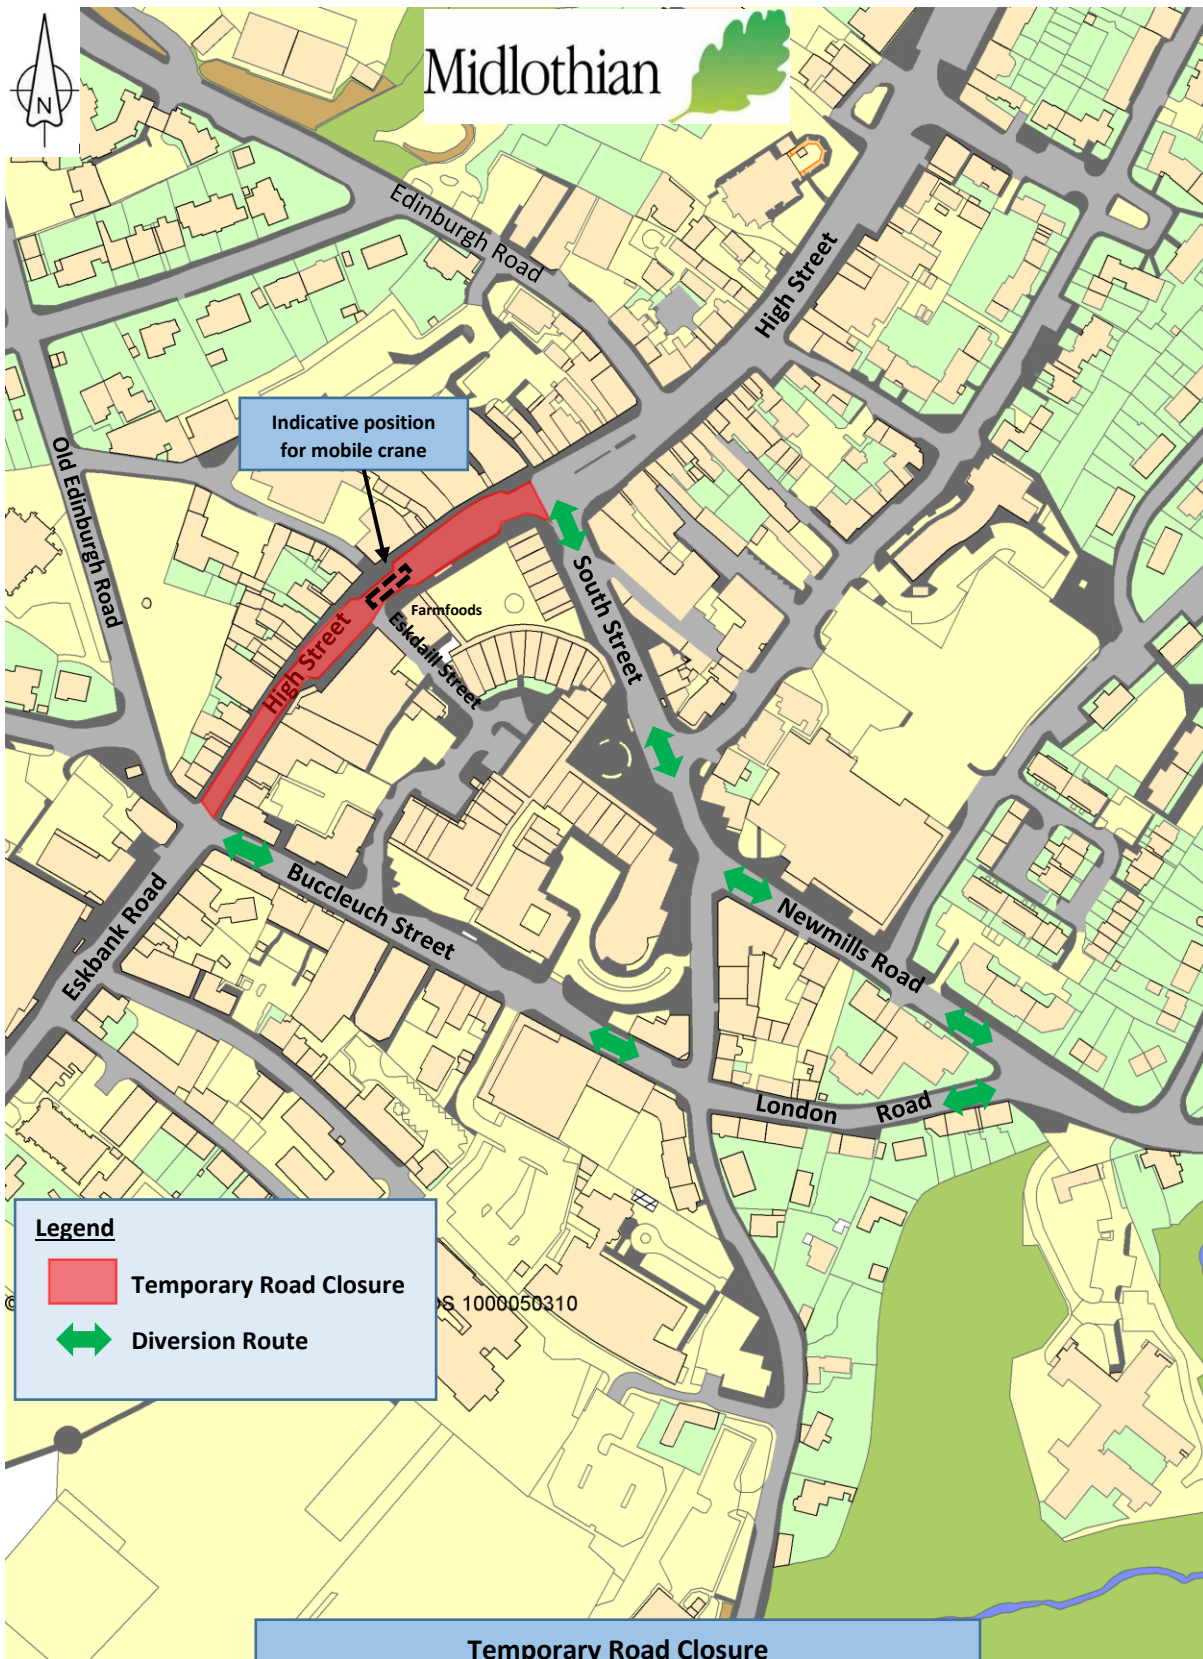 Midlothian
N
Edinburgh Road
High Street
Indicative position
for mobile crane
Old Edinburgh Road
Farmfoods
South Street
Eskdaill Street
High Street
Buccleuch Street
Eskbank Road
Newmills Road
London Road
Legend
Temporary Road Closure
Diversion Route
©
OS 1000050310
Temporary Road Closure